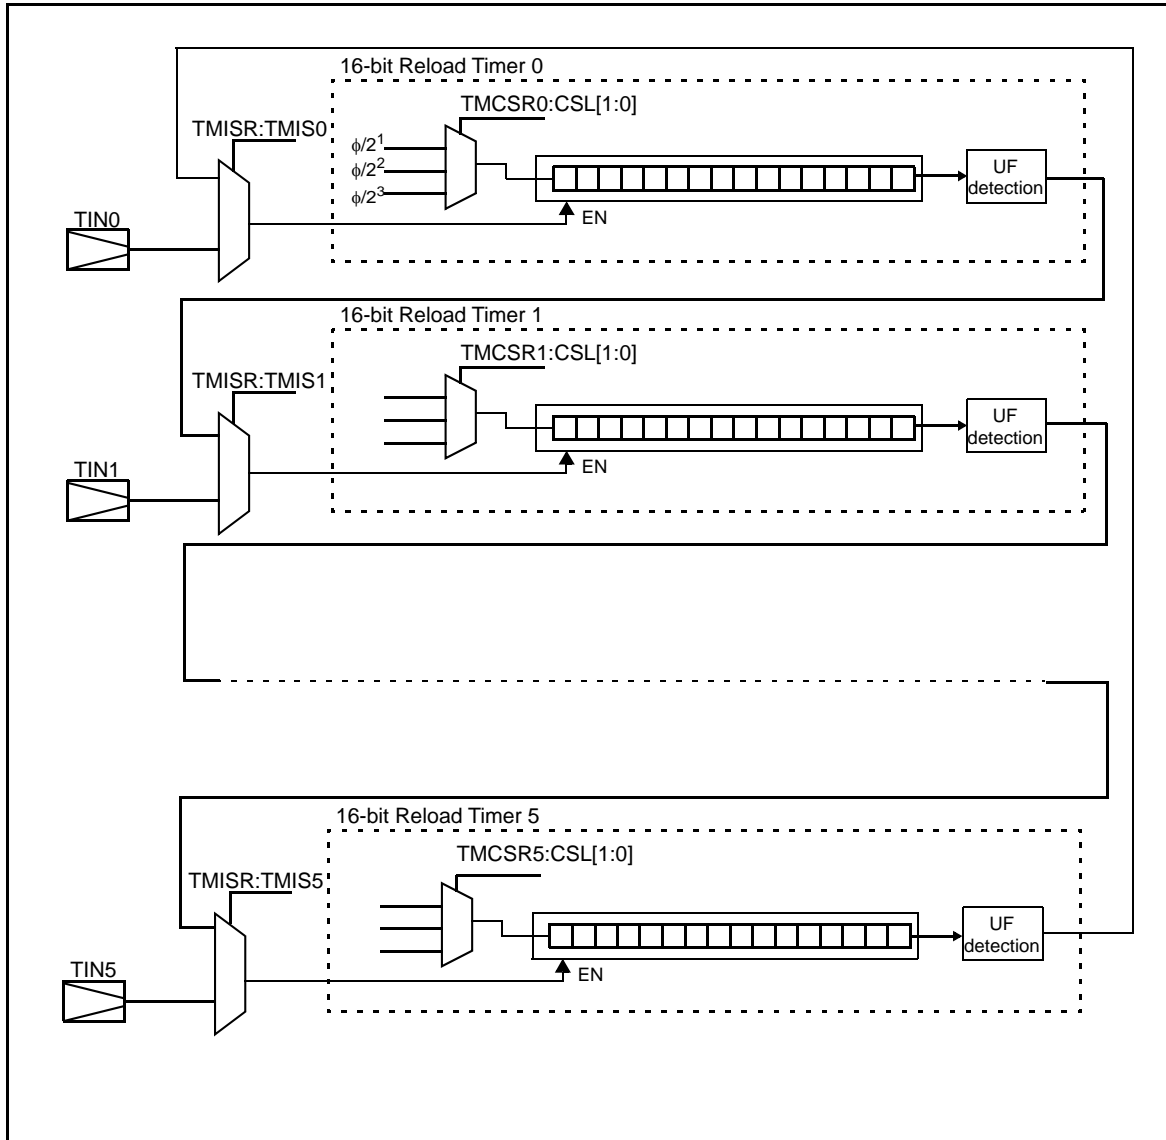 16-bit Reload Timer 0
TMCSR0:CSL[1:0]
TMISR:TMIS0
ϕ/2¹
ϕ/2²
ϕ/2³
UF
detection
TIN0
EN
16-bit Reload Timer 1
TMCSR1:CSL[1:0]
TMISR:TMIS1
UF
detection
TIN1
EN
16-bit Reload Timer 5
TMCSR5:CSL[1:0]
TMISR:TMIS5
UF
detection
TIN5
EN